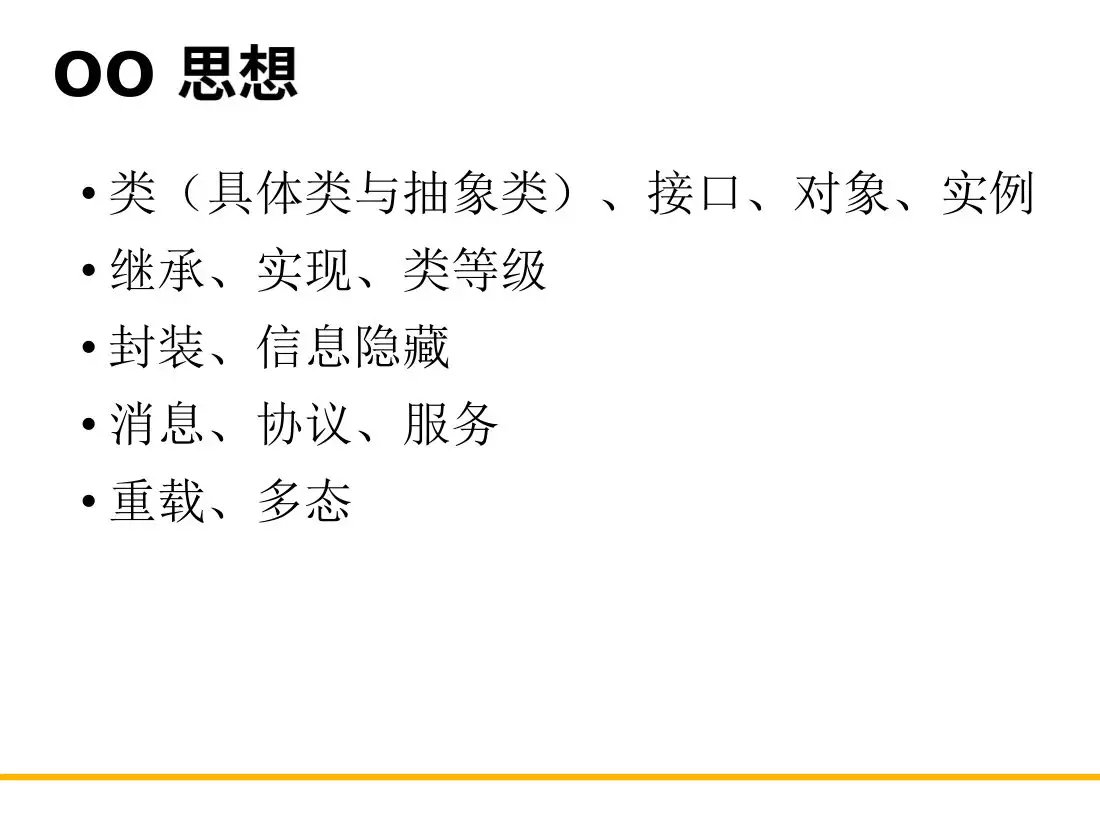 OO 思想
• 类（具体类与抽象类）、接口、对象、实例
• 继承、实现、类等级
• 封装、信息隐藏
• 消息、协议、服务
• 重载、多态